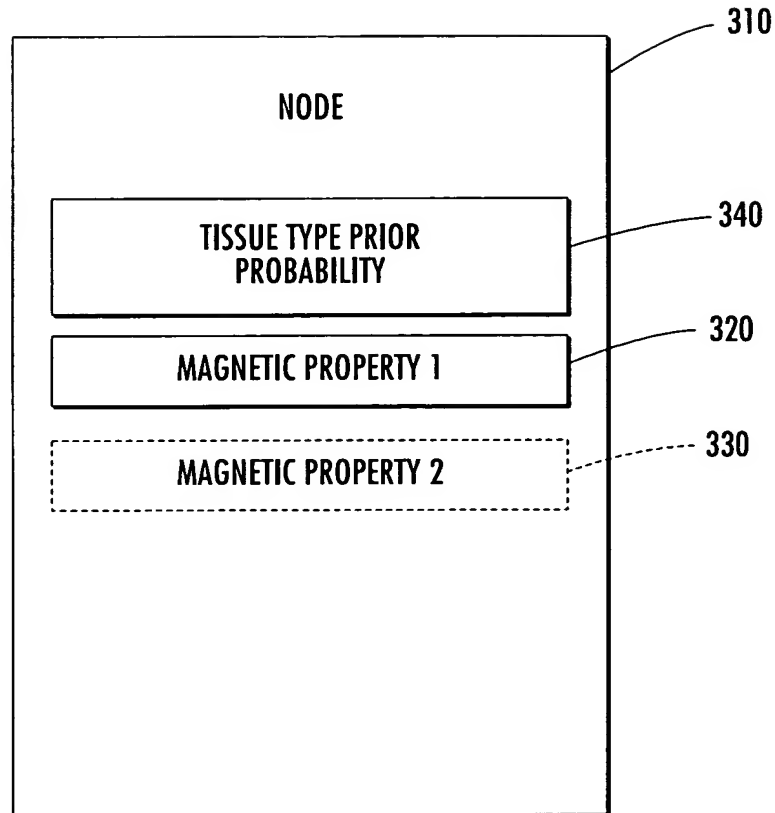 310
NODE
TISSUE TYPE PRIOR
PROBABILITY
340
MAGNETIC PROPERTY 1
320
MAGNETIC PROPERTY 2
330